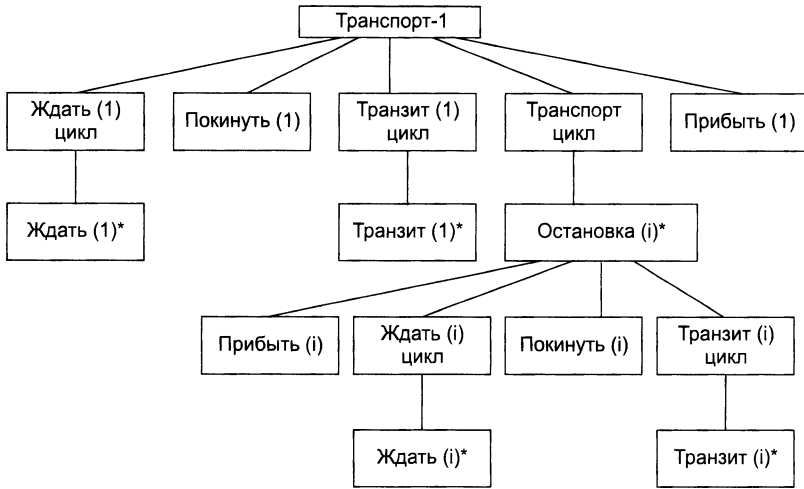 Транспорт-1
Ждать (1)
цикл
Покинуть (1)
Транзит (1)
цикл
Транспорт
цикл
Прибыть (1)
Ждать (1)*
Транзит (1)*
Остановка (i)*
Прибыть (i)
Ждать (i)
цикл
Покинуть (i)
Транзит (i)
цикл
Ждать (i)*
Транзит (i)*